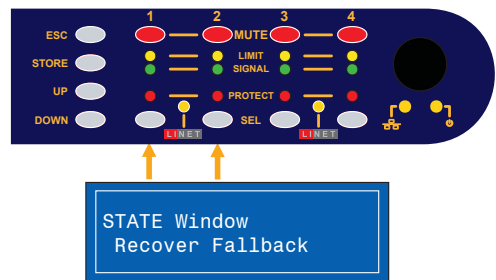 1 2 3 4
ESC MUTE
STORE LIMIT
SIGNAL
UP PROTECT
DOWN SEL
LINET LINET
STATE Window
Recover Fallback